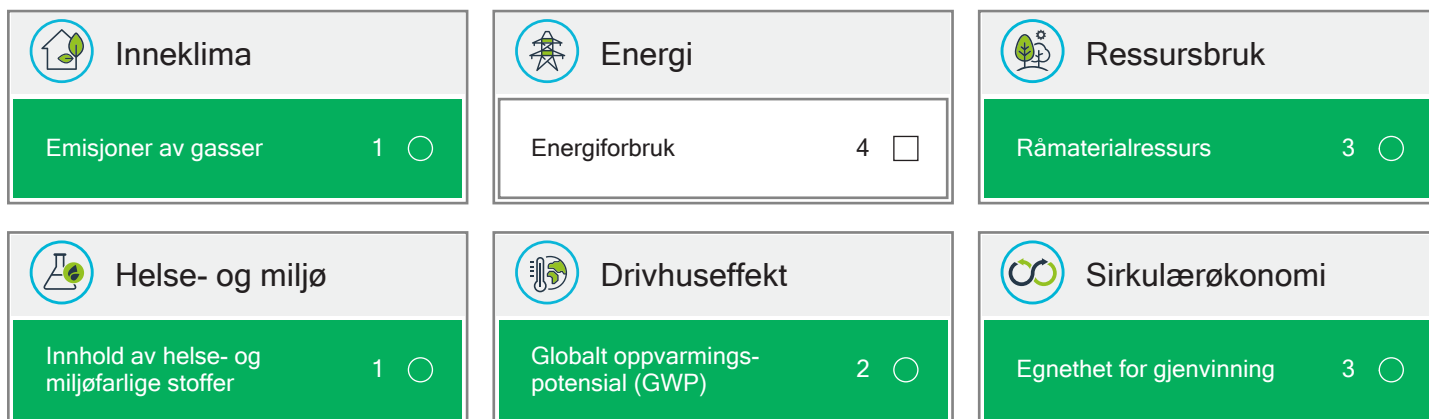 Inneklima
Emisjoner av gasser 1
Energi
Energiforbruk 4
Ressursbruk
Råmaterialressurs 3
Helse- og miljø
Innhold av helse- og
miljøfarlige stoffer 1
Drivhuseffekt
Globalt oppvarmings-
potensial (GWP) 2
Sirkulærøkonomi
Egnethet for gjenvinning 3